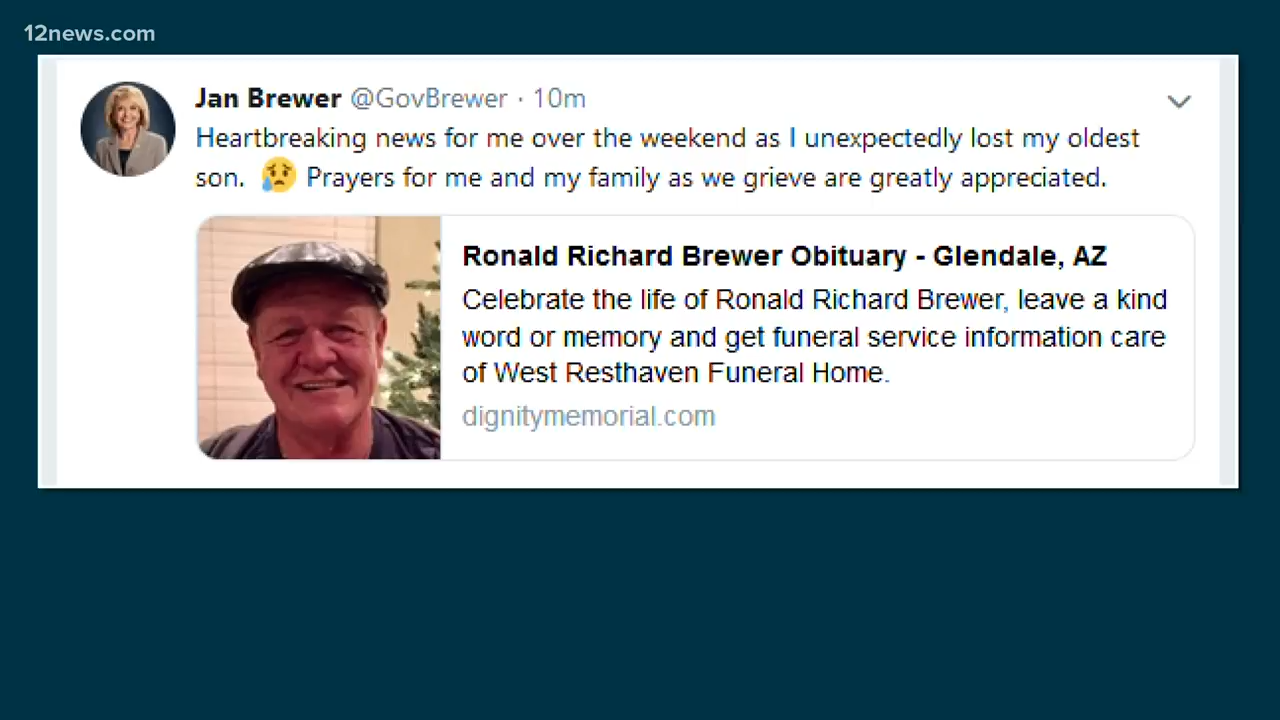 12news.com
Jan Brewer @GovBrewer · 10m
Heartbreaking news for me over the weekend as I unexpectedly lost my oldest
son. 😥 Prayers for me and my family as we grieve are greatly appreciated.
Ronald Richard Brewer Obituary - Glendale, AZ
Celebrate the life of Ronald Richard Brewer, leave a kind
word or memory and get funeral service information care
of West Resthaven Funeral Home.
dignitymemorial.com